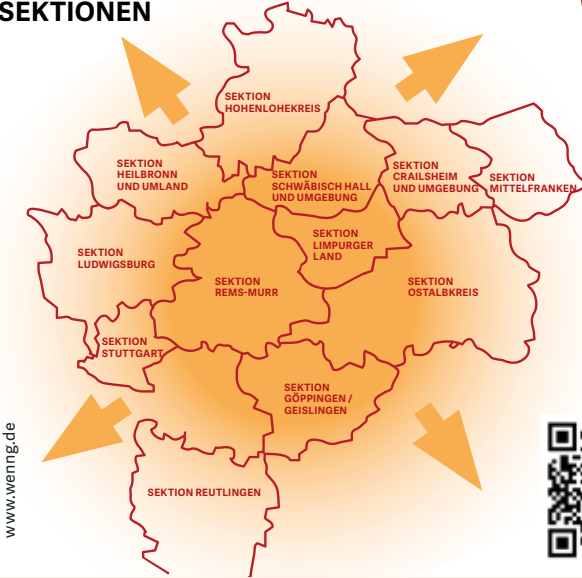 SEKTIONEN
SEKTION
HOHENLOHEKREIS
SEKTION
HEILBRONN
UND UMLAND
SEKTION
SCHWÄBISCH HALL
UND UMGEBUNG
SEKTION
CRAILSHEIM
UND UMGEBUNG
SEKTION
MITTELFRANKEN
SEKTION
LUDWIGSBURG
SEKTION
LIMPURGER
LAND
SEKTION
REMS-MURR
SEKTION
OSTALBKREIS
SEKTION
STUTTGART
SEKTION
GÖPPINGEN /
GEISLINGEN
SEKTION REUTLINGEN
www.wenng.de